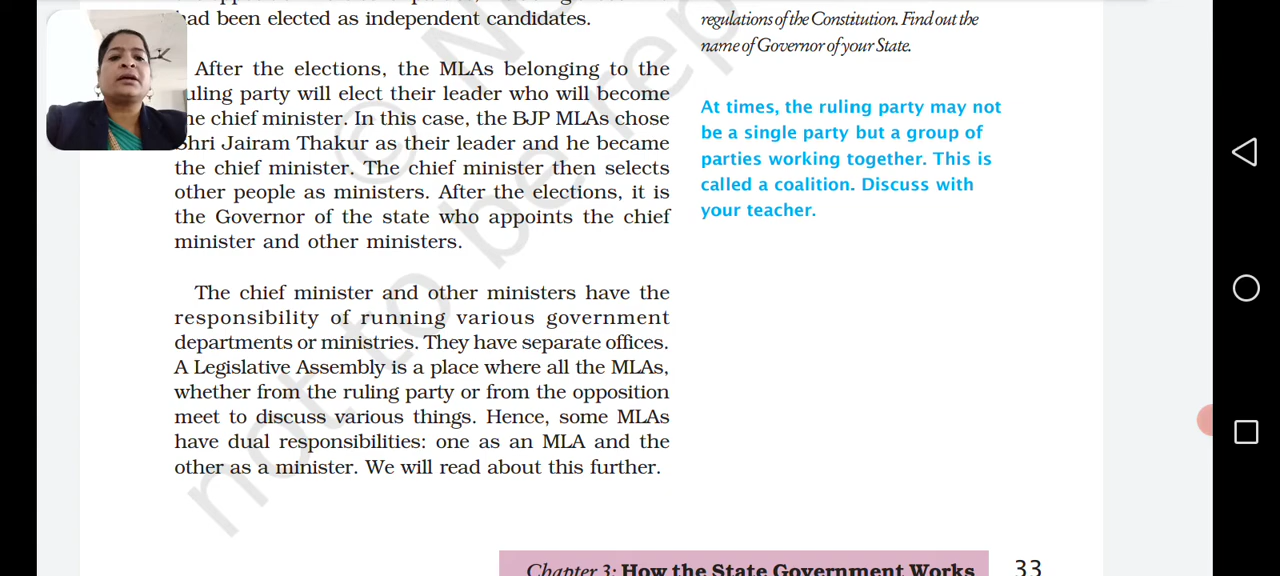 had been elected as independent candidates.
After the elections, the MLAs belonging to the
ruling party will elect their leader who will become
the chief minister. In this case, the BJP MLAs chose
Shri Jairam Thakur as their leader and he became
the chief minister. The chief minister then selects
other people as ministers. After the elections, it is
the Governor of the state who appoints the chief
minister and other ministers.
The chief minister and other ministers have the
responsibility of running various government
departments or ministries. They have separate offices.
A Legislative Assembly is a place where all the MLAs,
whether from the ruling party or from the opposition
meet to discuss various things. Hence, some MLAs
have dual responsibilities: one as an MLA and the
other as a minister. We will read about this further.
regulations of the Constitution. Find out the
name of Governor of your State.
At times, the ruling party may not
be a single party but a group of
parties working together. This is
called a coalition. Discuss with
your teacher.
not to be rep
©
Chapter 3: How the State Government Works
33